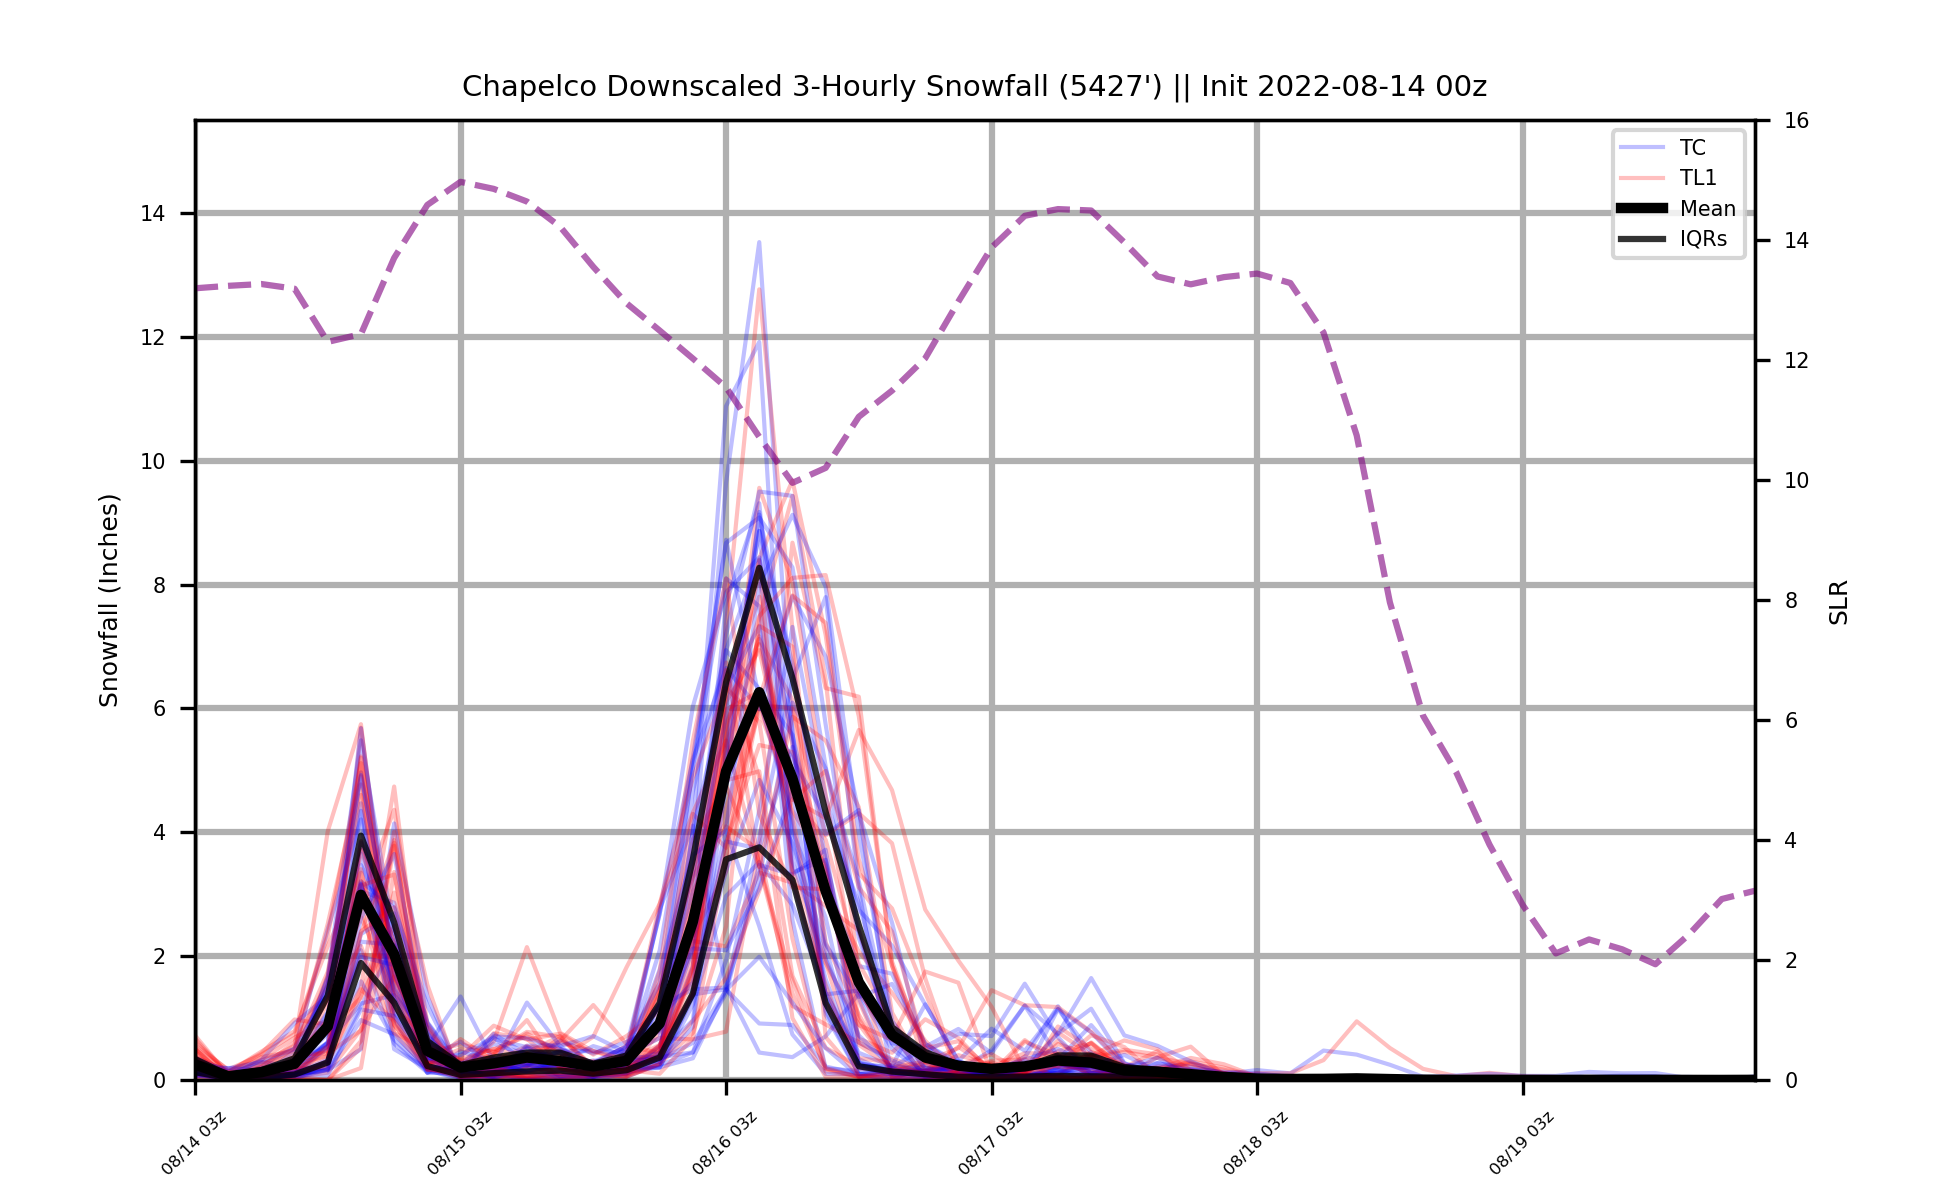 Chapelco Downscaled 3-Hourly Snowfall (5427') || Init 2022-08-14 00z
TC
TL1
Mean
IQRs
Snowfall (Inches)
14
12
10
8
6
4
2
0
16
14
12
10
8
6
4
2
0
SLR
08/14 03z
08/15 03z
08/16 03z
08/17 03z
08/18 03z
08/19 03z